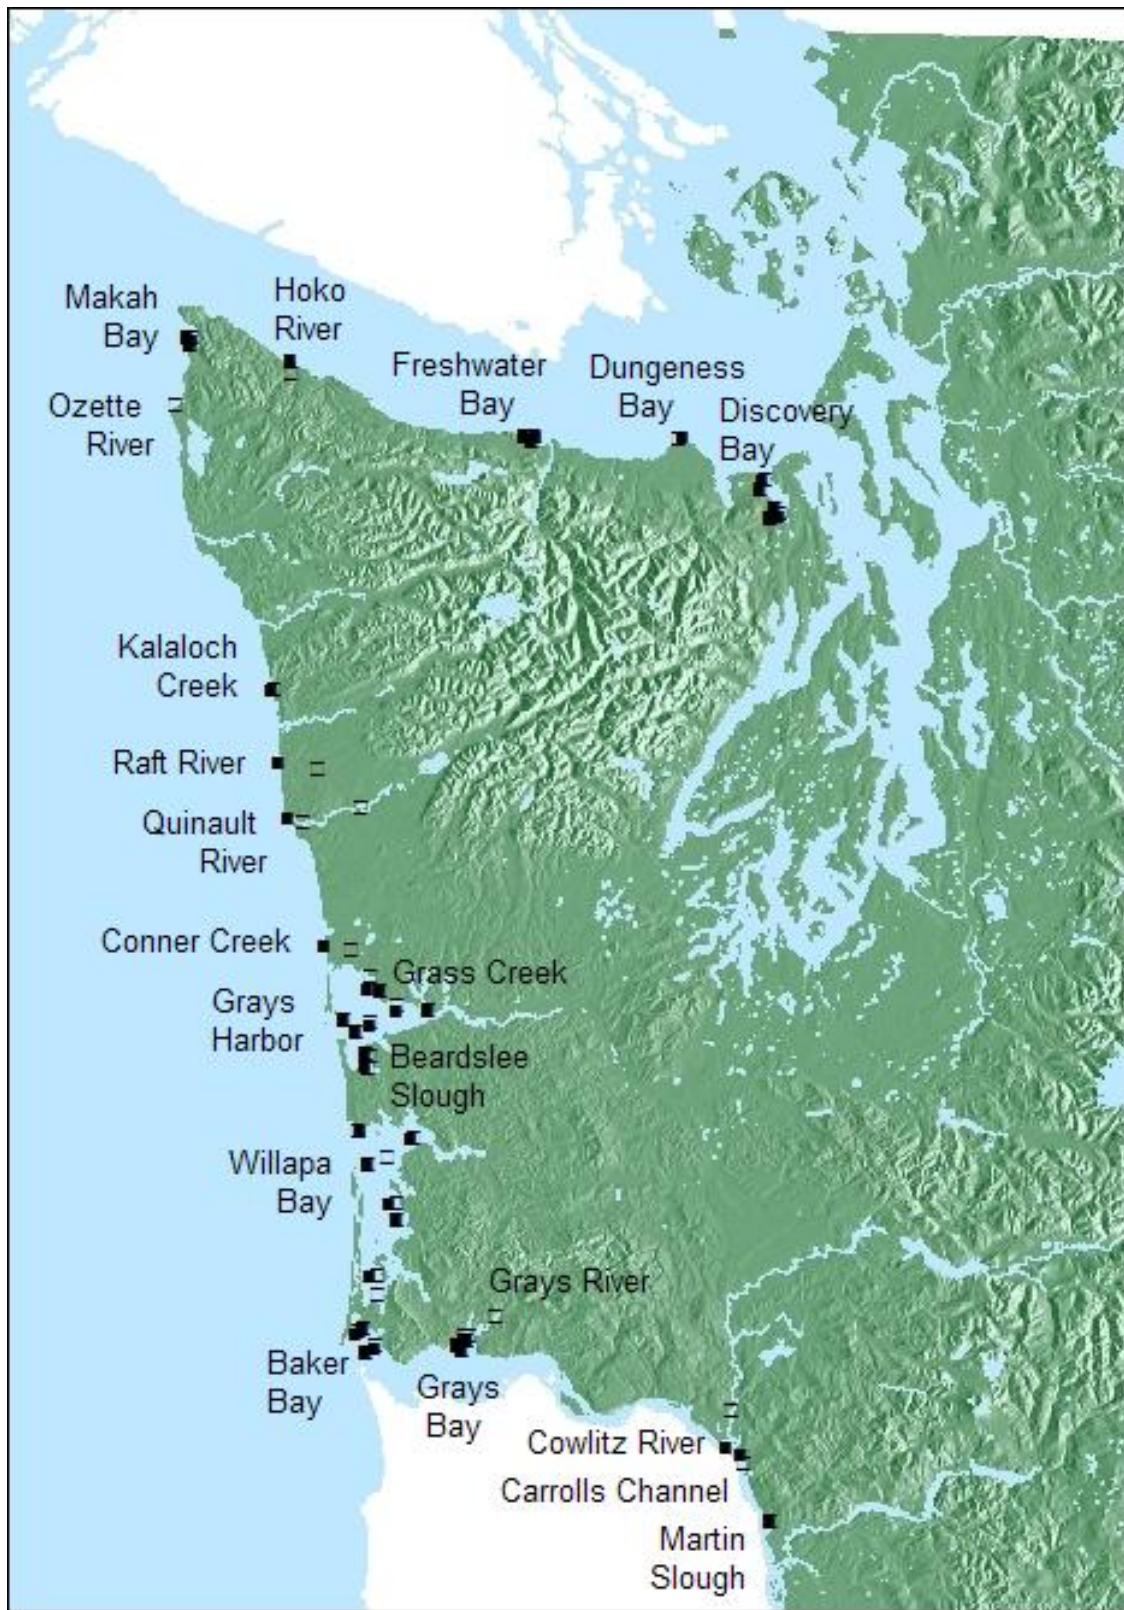 Makah
Bay
Hoko
River
Freshwater
Bay
Dungeness
Bay
Discovery
Bay
Ozette
River
Kalaloch
Creek
Raft River
Quinault
River
Conner Creek
Grass Creek
Grays
Harbor
Beardslee
Slough
Willapa
Bay
Grays River
Baker
Bay
Grays
Bay
Cowlitz River
Carrolls Channel
Martin
Slough